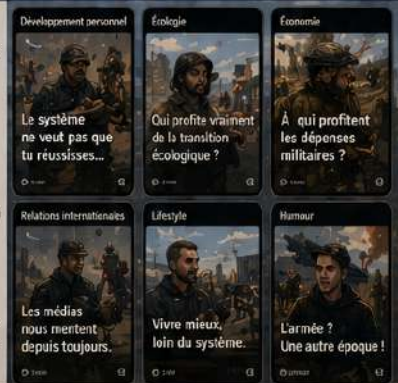 Développement personnel
Le système
ne veut pas que
tu réussisses...
Écologie
Qui profite vraiment
de la transition
écologique ?
Économie
À qui profitent
les dépenses
militaires ?
Relations internationales
Les médias
nous mentent
depuis toujours.
Lifestyle
Vivre mieux,
loin du système.
Humour
L'armée ?
Une autre époque !